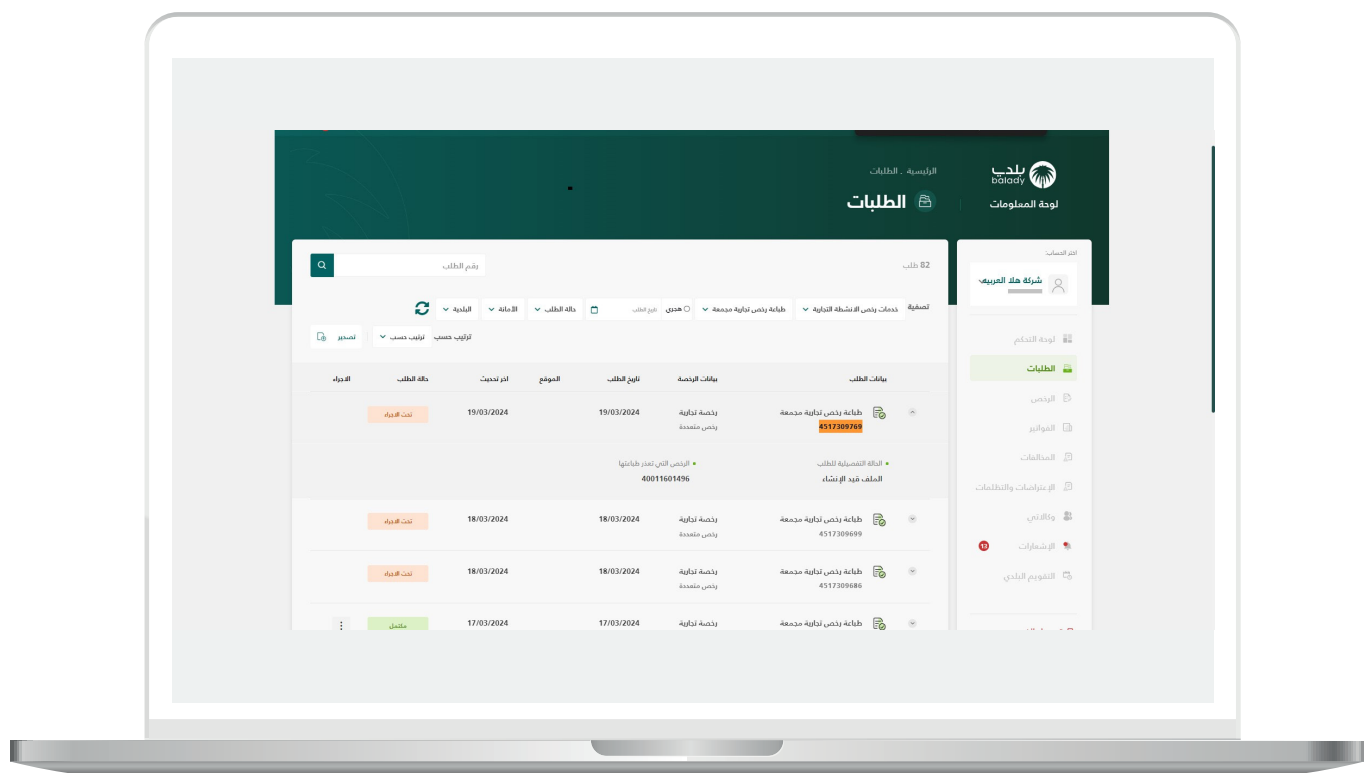 الرئيسية . الطلبات
الطلبات
بلدي
balady
لوحة المعلومات
اختر الحساب:
شركة هلا العربيه
لوحة التحكم
الطلبات
الرخص
الفواتير
المخالفات
الإعتراضات والتظلمات
وكالاتي
الإشعارات 13
التقويم البلدي
82 طلب
رقم الطلب
تصفية خدمات رخص الانشطة التجارية طباعة رخص تجارية مجمعة هجري تاريخ الطلب حالة الطلب الأمانة البلدية
ترتيب حسب ترتيب حسب تصدير
بيانات الطلب بيانات الرخصة تاريخ الطلب الموقع اخر تحديث حالة الطلب الاجراء
طباعة رخص تجارية مجمعة رخصة تجارية 19/03/2024 19/03/2024 تحت الاجراء
4517309769 رخص متعددة
الحالة التفصيلية للطلب الرخص التي تعذر طباعتها
الملف قيد الإنشاء 40011601496
طباعة رخص تجارية مجمعة رخصة تجارية 18/03/2024 18/03/2024 تحت الاجراء
4517309699 رخص متعددة
طباعة رخص تجارية مجمعة رخصة تجارية 18/03/2024 18/03/2024 تحت الاجراء
4517309686 رخص متعددة
طباعة رخص تجارية مجمعة رخصة تجارية 17/03/2024 17/03/2024 مكتمل